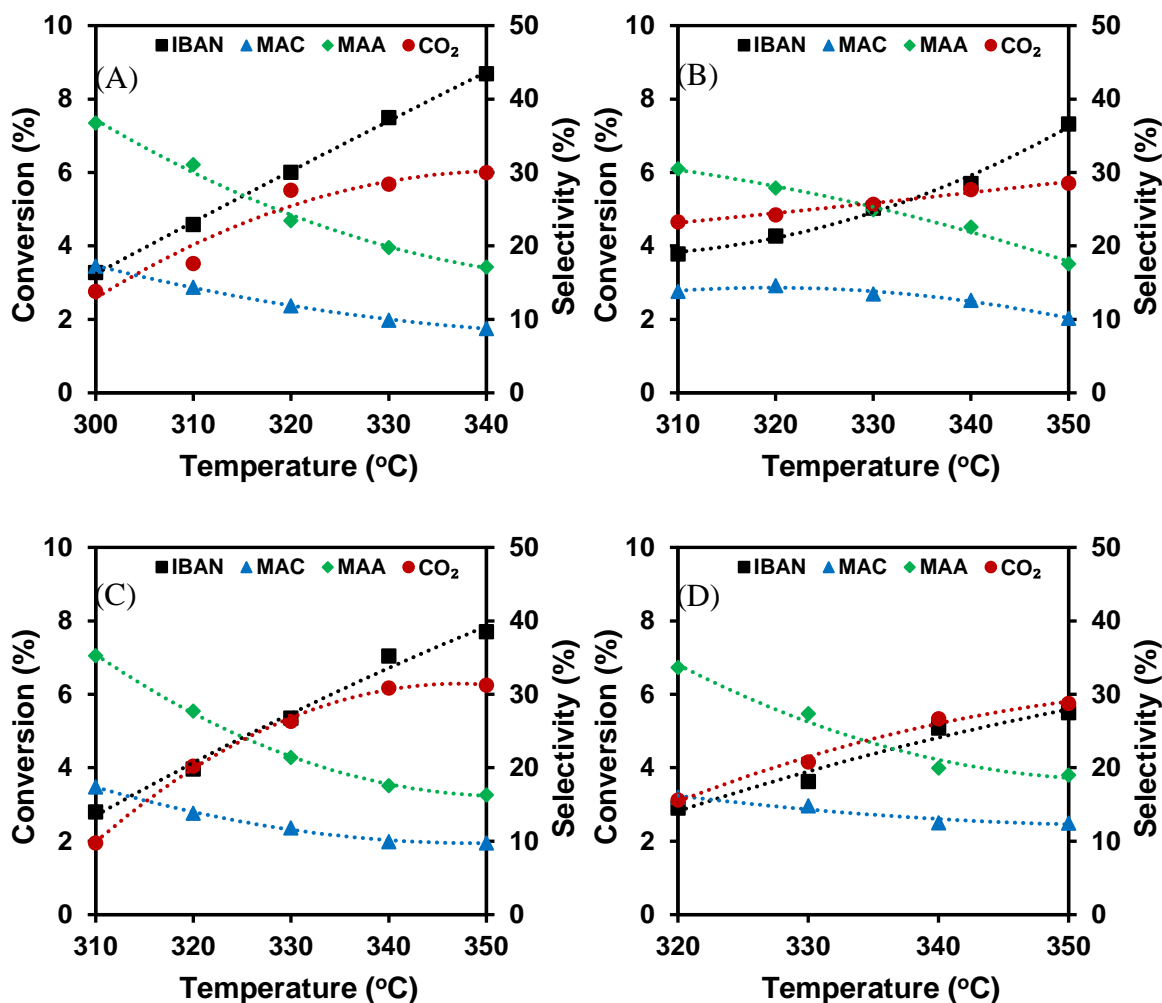 IBAN MAC MAA CO₂
(A)
Conversion (%)
10
8
6
4
2
0
50
40
30
20
10
0
Selectivity (%)
300 310 320 330 340
Temperature (oC)
IBAN MAC MAA CO₂
(B)
Conversion (%)
10
8
6
4
2
0
50
40
30
20
10
0
Selectivity (%)
310 320 330 340 350
Temperature (oC)
IBAN MAC MAA CO₂
(C)
Conversion (%)
10
8
6
4
2
0
50
40
30
20
10
0
Selectivity (%)
310 320 330 340 350
Temperature (oC)
IBAN MAC MAA CO₂
(D)
Conversion (%)
10
8
6
4
2
0
50
40
30
20
10
0
Selectivity (%)
320 330 340 350
Temperature (oC)